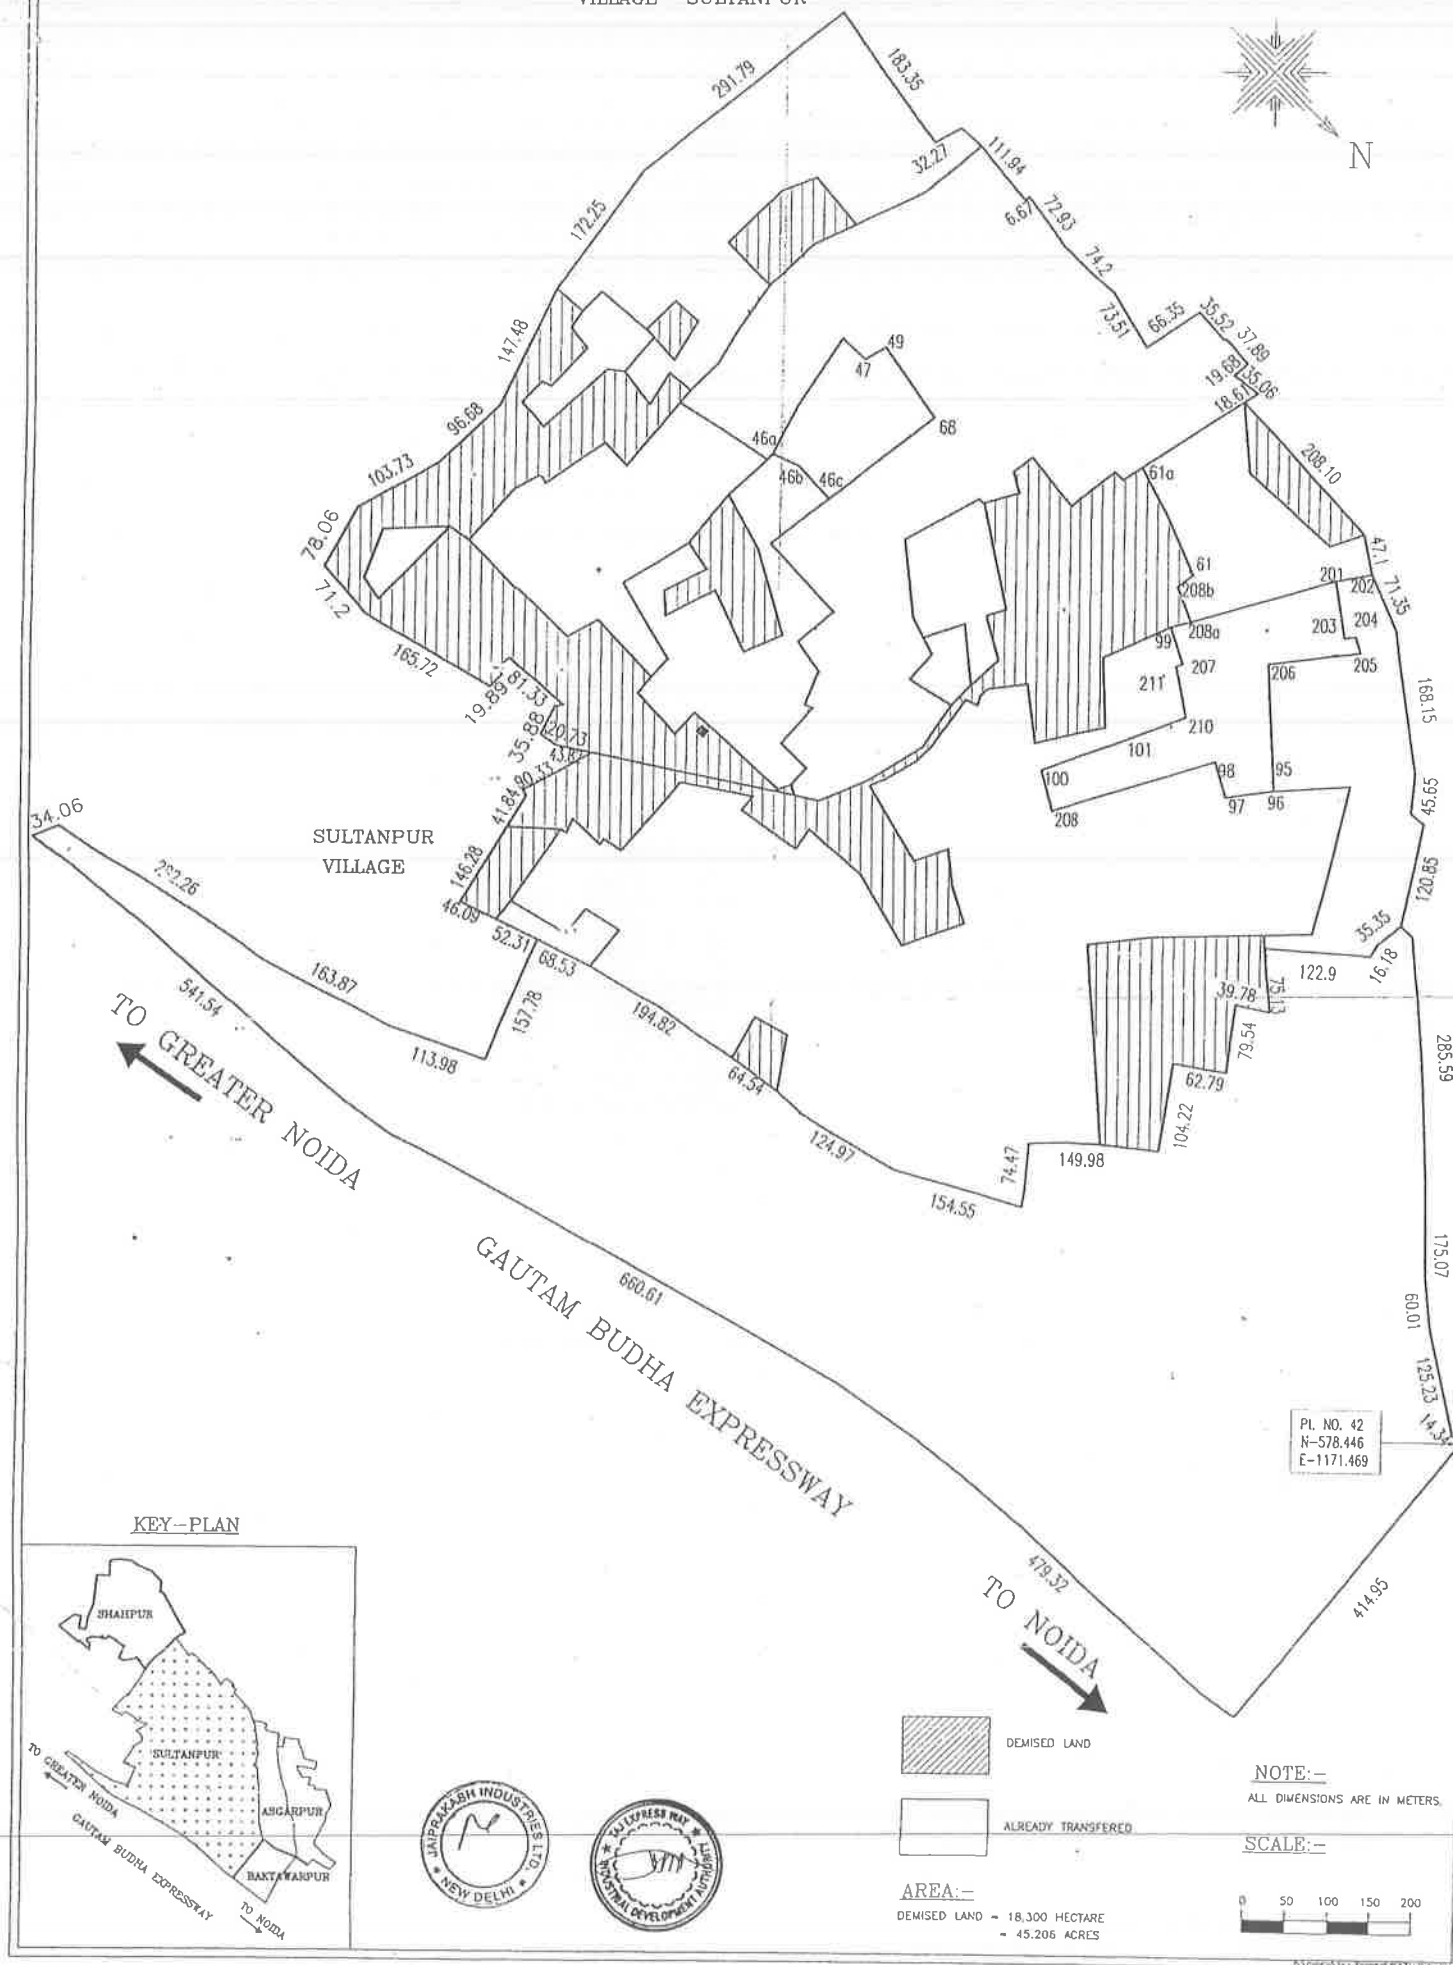 VILLAGE SULTANPUR
N
291.79
183.35
32.27
111.94
6.67
72.93
74.2
73.51
66.35
35.52
37.89
19.68
35.06
18.61
172.25
147.48
96.68
103.73
78.06
71.2
165.72
19.89
81.33
35.88
20.73
43.82
90.33
41.84
146.28
46.09
52.31
68.53
157.78
194.82
64.54
124.97
154.55
74.47
149.98
104.22
62.79
79.54
39.78
75.13
122.9
16.18
35.35
208.10
47.1
71.35
168.15
45.65
120.85
285.59
175.07
60.01
125.23
14.34
414.95
479.32
660.61
541.54
34.06
163.87
113.98
49
47
68
46a
46b
46c
61a
61
208b
208a
99
207
211
210
101
100
208
98
97
96
95
206
205
204
203
202
201
SULTANPUR
VILLAGE
TO GREATER NOIDA
GAUTAM BUDHA EXPRESSWAY
TO NOIDA
Pl. NO. 42
N-578.446
E-1171.469
KEY-PLAN
SHAHPUR
SULTANPUR
ASGARPUR
BAKTAWARPUR
TO GREATER NOIDA
GAUTAM BUDHA EXPRESSWAY
TO NOIDA
JAIPRAKASH INDUSTRIES LTD.
NEW DELHI
TAJ EXPRESS WAY
INDUSTRIAL DEVELOPMENT AUTHORITY
DEMISED LAND
ALREADY TRANSFERED
AREA:-
DEMISED LAND = 18,300 HECTARE
= 45.206 ACRES
NOTE:-
ALL DIMENSIONS ARE IN METERS.
SCALE:-
0 50 100 150 200